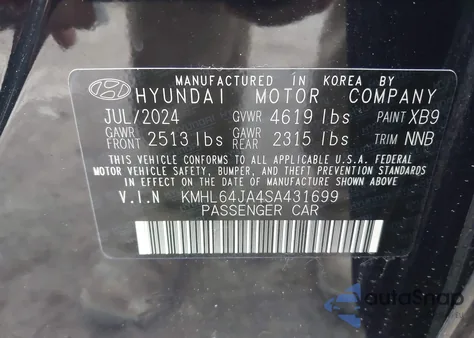 MANUFACTURED IN KOREA BY
HYUNDAI MOTOR COMPANY
JUL/2024 GVWR 4619 lbs PAINT XB9
GAWR FRONT 2513 lbs GAWR REAR 2315 lbs TRIM NNB
THIS VEHICLE CONFORMS TO ALL APPLICABLE U.S.A. FEDERAL
MOTOR VEHICLE SAFETY, BUMPER, AND THEFT PREVENTION STANDARDS
IN EFFECT ON THE DATE OF MANUFACTURE SHOWN ABOVE
V.I.N KMHL64JA4SA431699
PASSENGER CAR
autoSnap